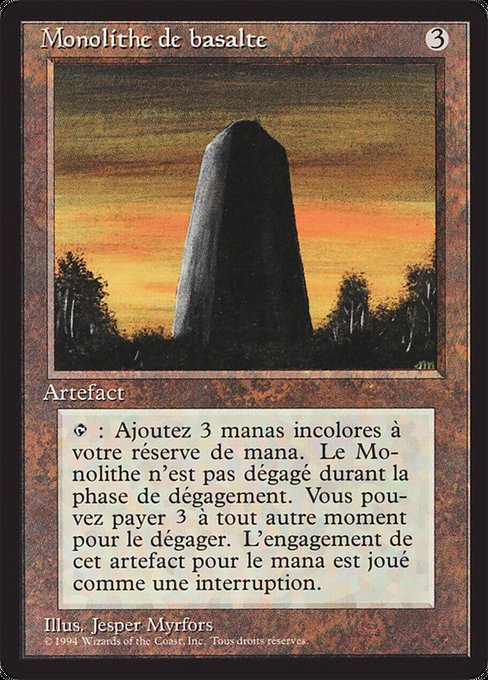 Monolithe de basalte 3
Artefact
: Ajoutez 3 manas incolores à
votre réserve de mana. Le Mo-
nolithe n'est pas dégagé durant la
phase de dégagement. Vous pou-
vez payer 3 à tout autre moment
pour le dégager. L'engagement de
cet artefact pour le mana est joué
comme une interruption.
Illus. Jesper Myrfors
©1994 Wizards of the Coast, Inc. Tous droits réservés.
JM